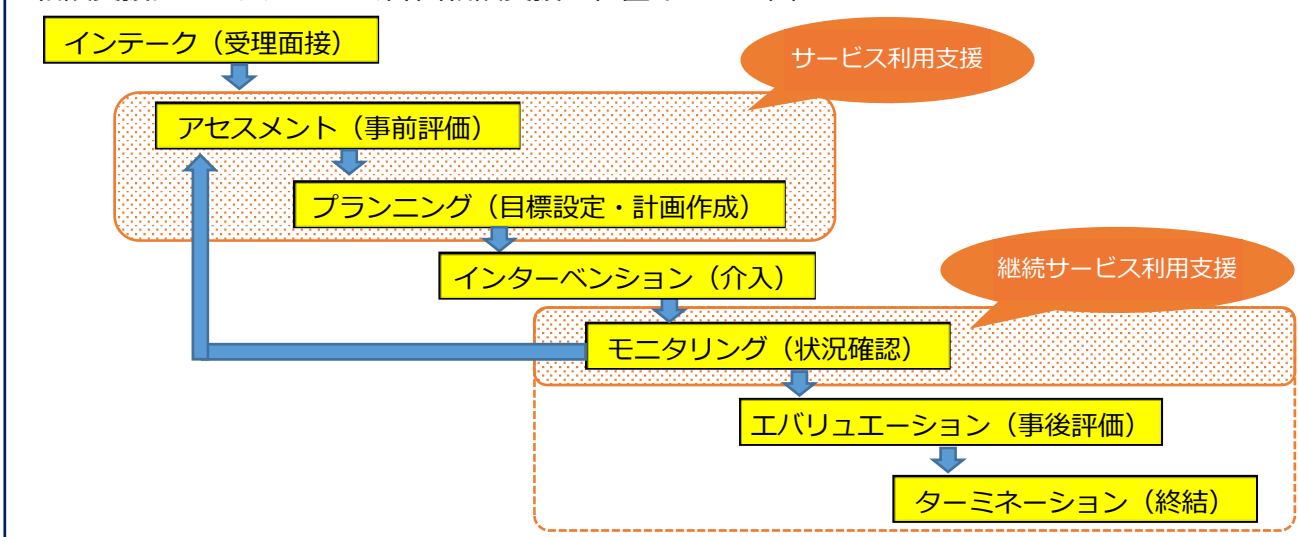 インテーク（受理面接）
サービス利用支援
アセスメント（事前評価）
プランニング（目標設定・計画作成）
インターベンション（介入）
継続サービス利用支援
モニタリング（状況確認）
エバリュエーション（事後評価）
ターミネーション（終結）